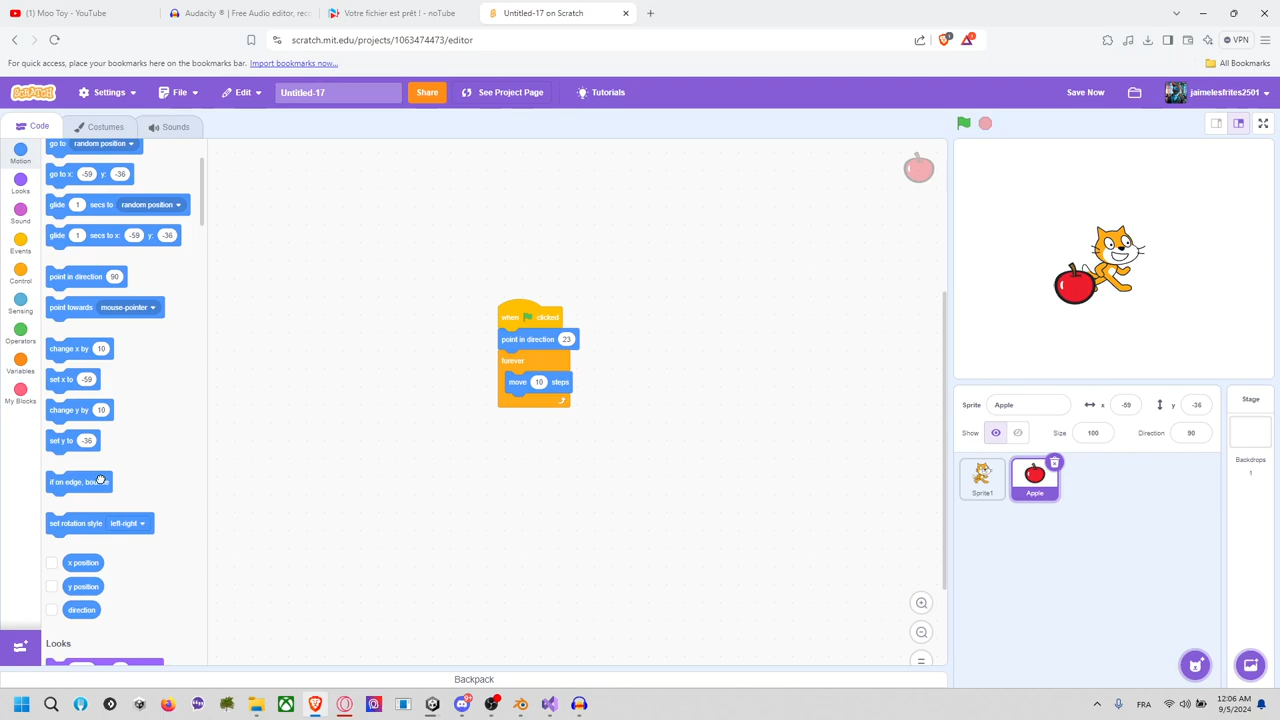 (1) Moo Toy - YouTube
Audacity ® | Free Audio editor, reco
Votre fichier est prêt ! - noTube
Untitled-17 on Scratch
scratch.mit.edu/projects/1063474473/editor
1
VPN
For quick access, place your bookmarks here on the bookmarks bar. Import bookmarks now...
All Bookmarks
SCRATCH
Settings
File
Edit
Untitled-17
Share
See Project Page
Tutorials
Save Now
jaimelesfrites2501
Code
Costumes
Sounds
Motion
Looks
Sound
Events
Control
Sensing
Operators
Variables
My Blocks
go to random position
go to x: -59 y: -36
glide 1 secs to random position
glide 1 secs to x: -59 y: -36
point in direction 90
point towards mouse-pointer
change x by 10
set x to -59
change y by 10
set y to -36
if on edge, bounce
set rotation style left-right
x position
y position
direction
Looks
when clicked
point in direction 23
forever
move 10 steps
Sprite Apple x -59 y -36
Show Size 100 Direction 90
Sprite1
Apple
Stage
Backdrops
1
Backpack
9+
FRA
12:06 AM
9/5/2024